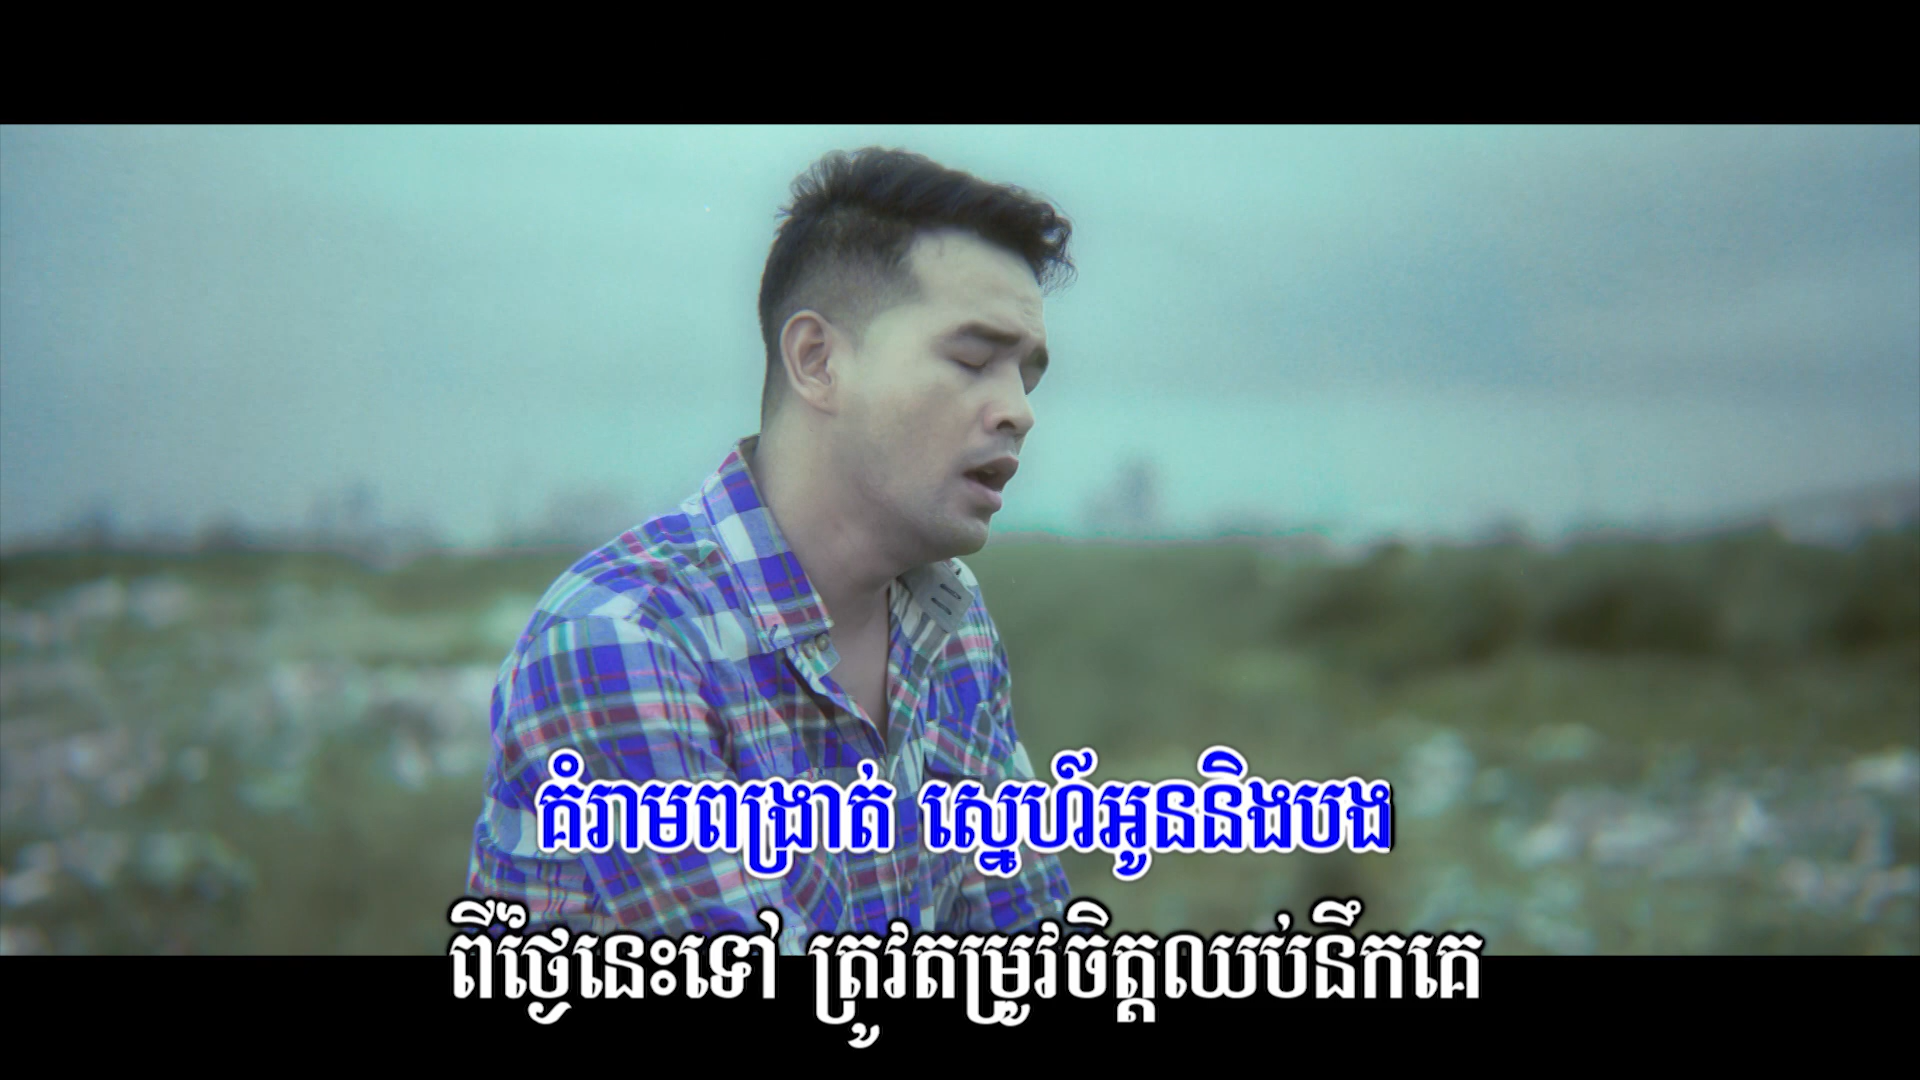 គំរាមពង្រាត់ ស្នេហ៍អូននិងបង
ពីថ្ងៃនេះទៅ ត្រូវតម្រូវចិត្តឈប់នឹកគេ